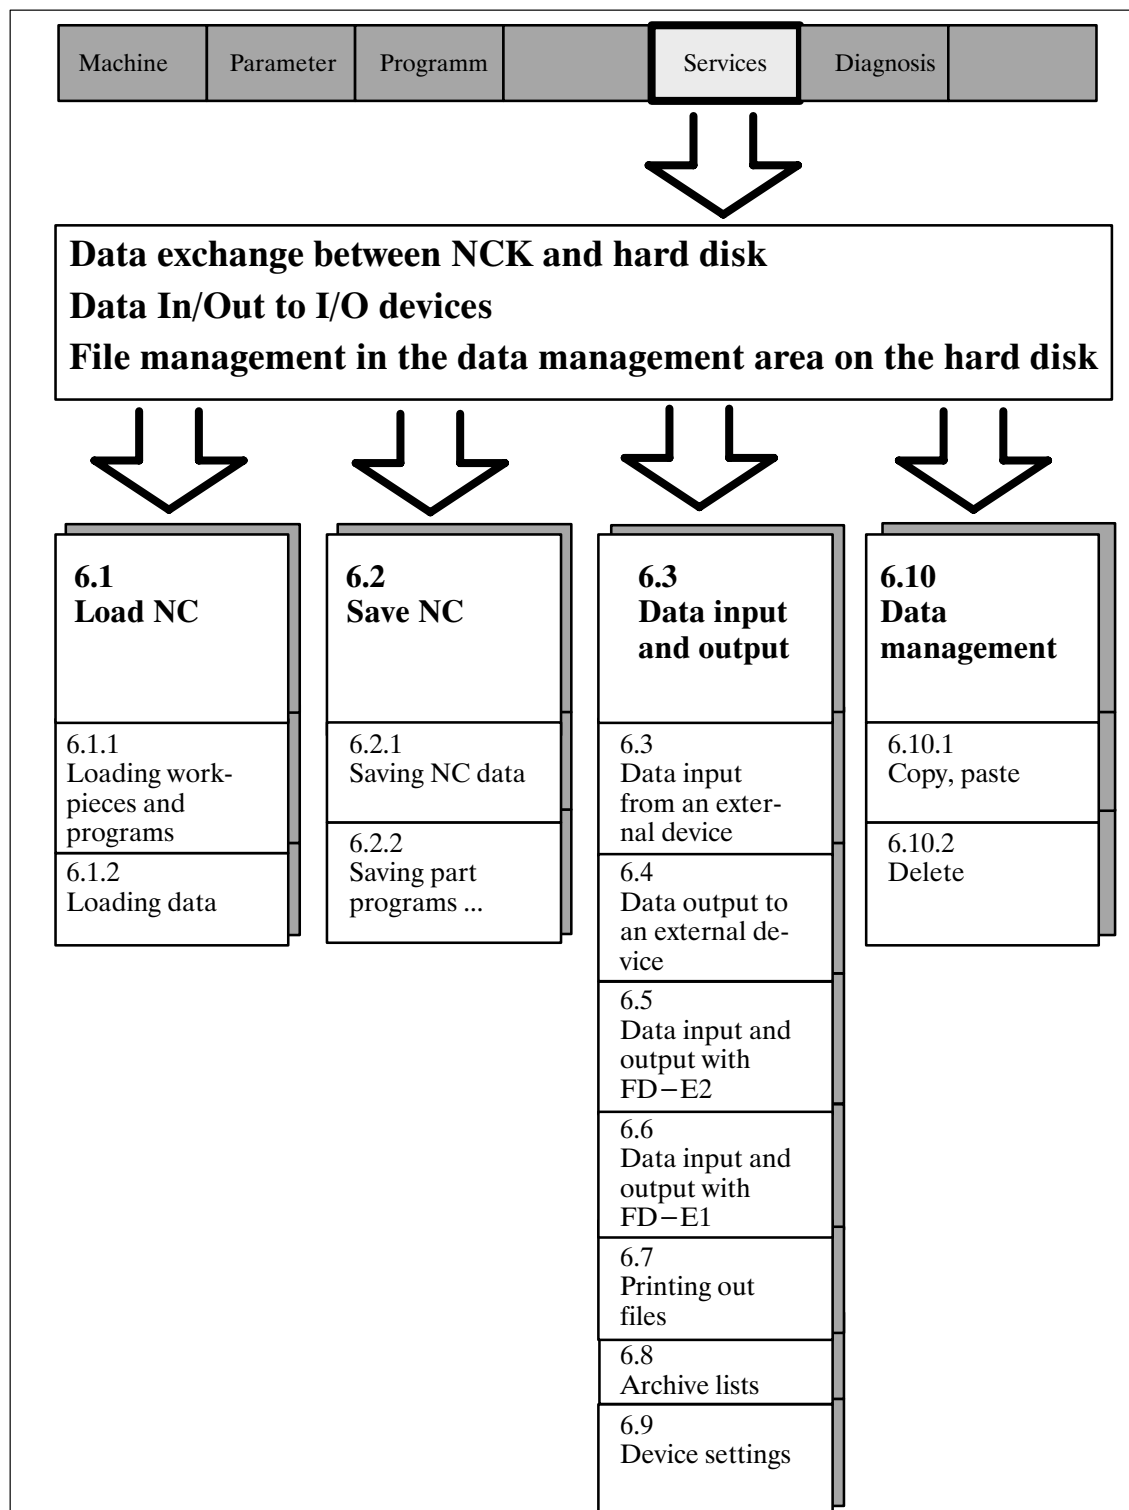 Machine
Parameter
Programm
Services
Diagnosis
Data exchange between NCK and hard disk
Data In/Out to I/O devices
File management in the data management area on the hard disk
6.1
Load NC
6.1.1
Loading work-
pieces and
programs
6.1.2
Loading data
6.2
Save NC
6.2.1
Saving NC data
6.2.2
Saving part
programs ...
6.3
Data input
and output
6.3
Data input
from an exter-
nal device
6.4
Data output to
an external de-
vice
6.5
Data input and
output with
FD−E2
6.6
Data input and
output with
FD−E1
6.7
Printing out
files
6.8
Archive lists
6.9
Device settings
6.10
Data
management
6.10.1
Copy, paste
6.10.2
Delete